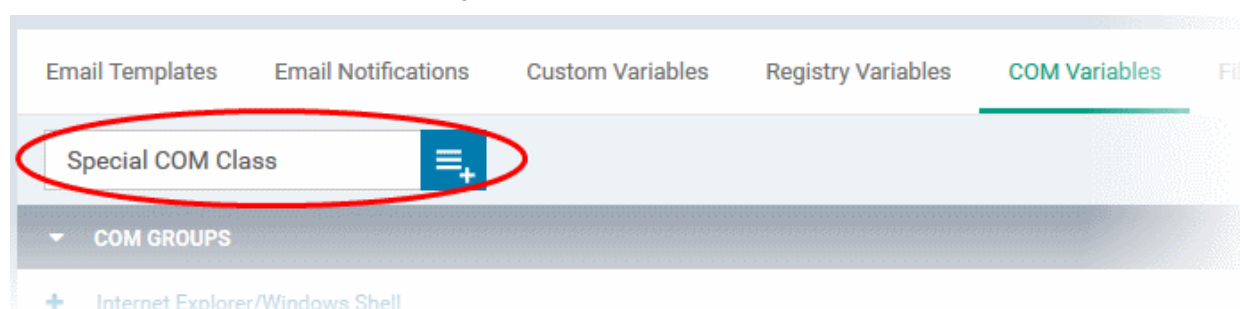 Email Templates Email Notifications Custom Variables Registry Variables COM Variables
Special COM Class
COM GROUPS
Internet Explorer/Windows Shell